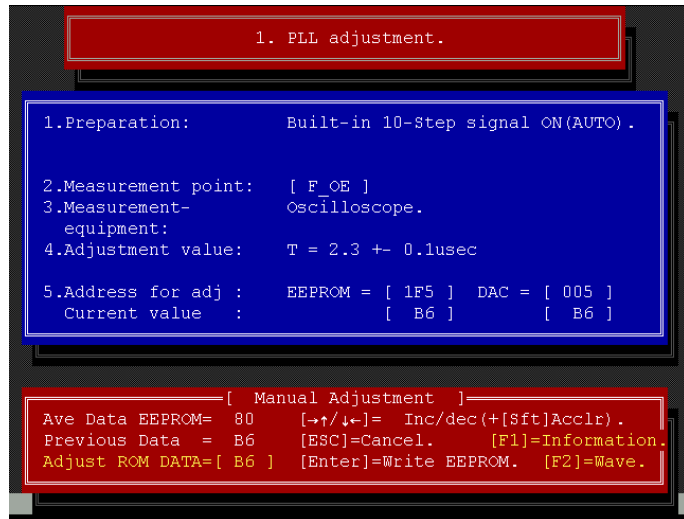 1. PLL adjustment.
1.Preparation: Built-in 10-Step signal ON(AUTO).
2.Measurement point: [ F_OE ]
3.Measurement- Oscilloscope.
equipment:
4.Adjustment value: T = 2.3 +- 0.1usec
5.Address for adj : EEPROM = [ 1F5 ] DAC = [ 005 ]
Current value : [ B6 ] [ B6 ]
[ Manual Adjustment ]
Ave Data EEPROM= 80 [→↑/↓←]= Inc/dec(+[Sft]Acclr).
Previous Data = B6 [ESC]=Cancel. [F1]=Information.
Adjust ROM DATA=[ B6 ] [Enter]=Write EEPROM. [F2]=Wave.